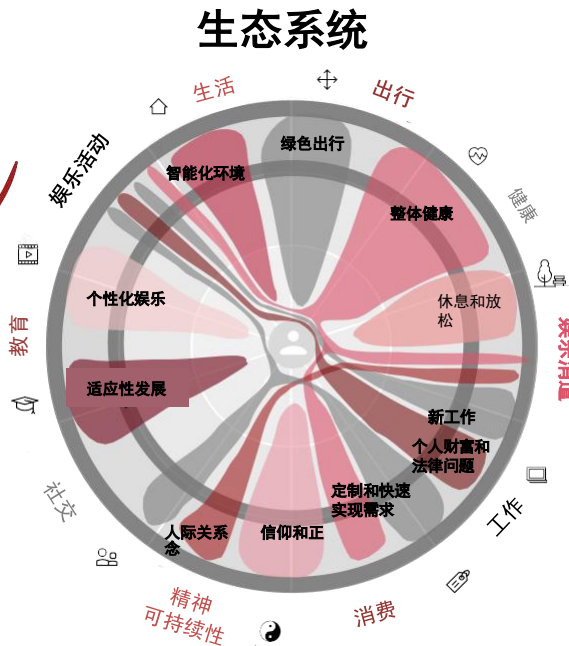 生态系统
生活
出行
娱乐活动
绿色出行
智能化环境
整体健康
健康
个性化娱乐
休息和放
松
教育
适应性发展
新工作
个人财富和
法律问题
社交
定制和快速
实现需求
工作
人际关系
念
信仰和正
精神
可持续性
消费